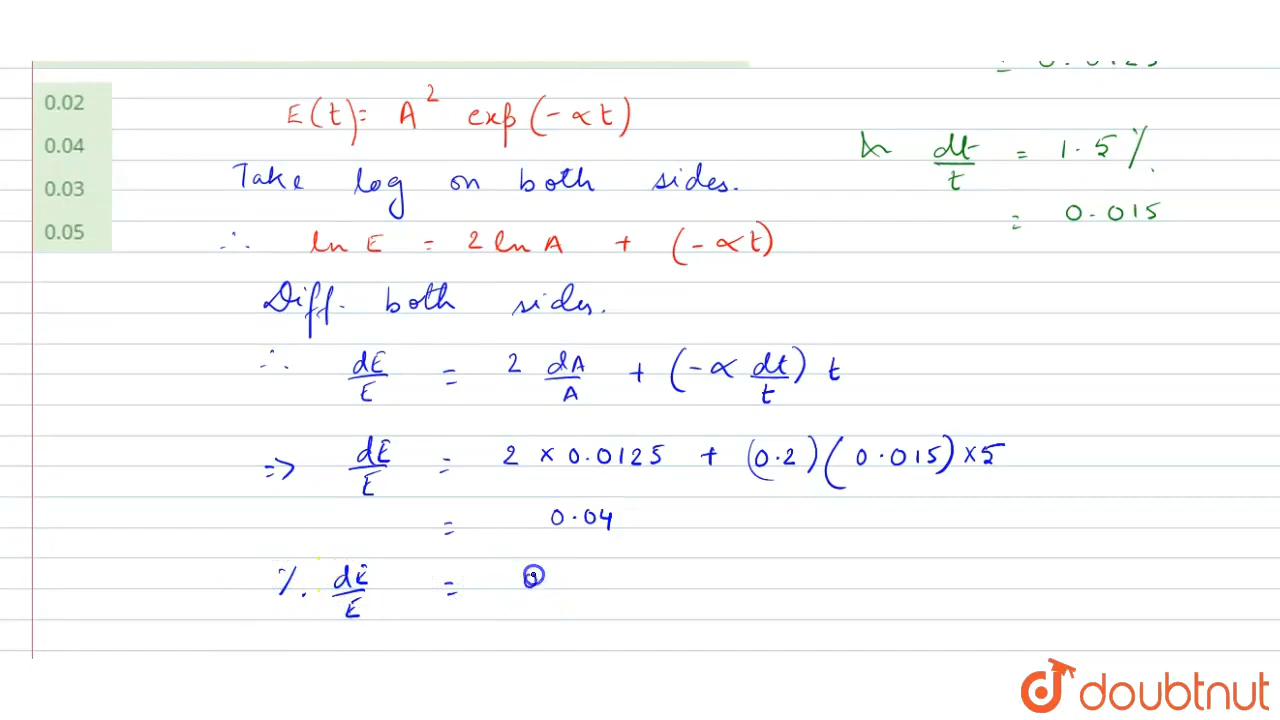 0.02
0.04
0.03
0.05
E(t)= A² exp(-αt)
Take log on both sides.
∴ ln E = 2 ln A + (-αt)
Diff. both sides.
∴ dE/E = 2 dA/A + (-α dt/t) t
=> dE/E = 2 × 0.0125 + (0.2)(0.015)×5
= 0.04
%. dE/E =
dt/t = 1.5 %.
= 0.015
doubtnut